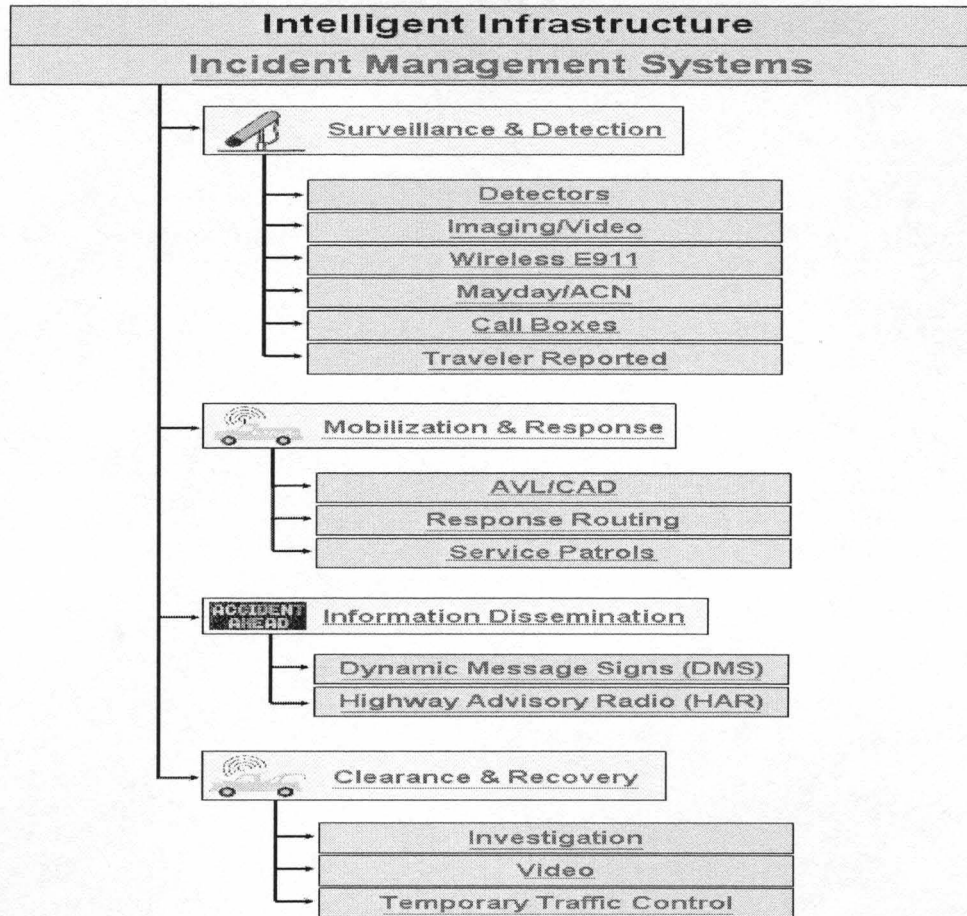 Intelligent Infrastructure
Incident Management Systems
Surveillance & Detection
Detectors
Imaging/Video
Wireless E911
Mayday/ACN
Call Boxes
Traveler Reported
Mobilization & Response
AVL/CAD
Response Routing
Service Patrols
ACCIDENT
AHEAD
Information Dissemination
Dynamic Message Signs (DMS)
Highway Advisory Radio (HAR)
Clearance & Recovery
Investigation
Video
Temporary Traffic Control